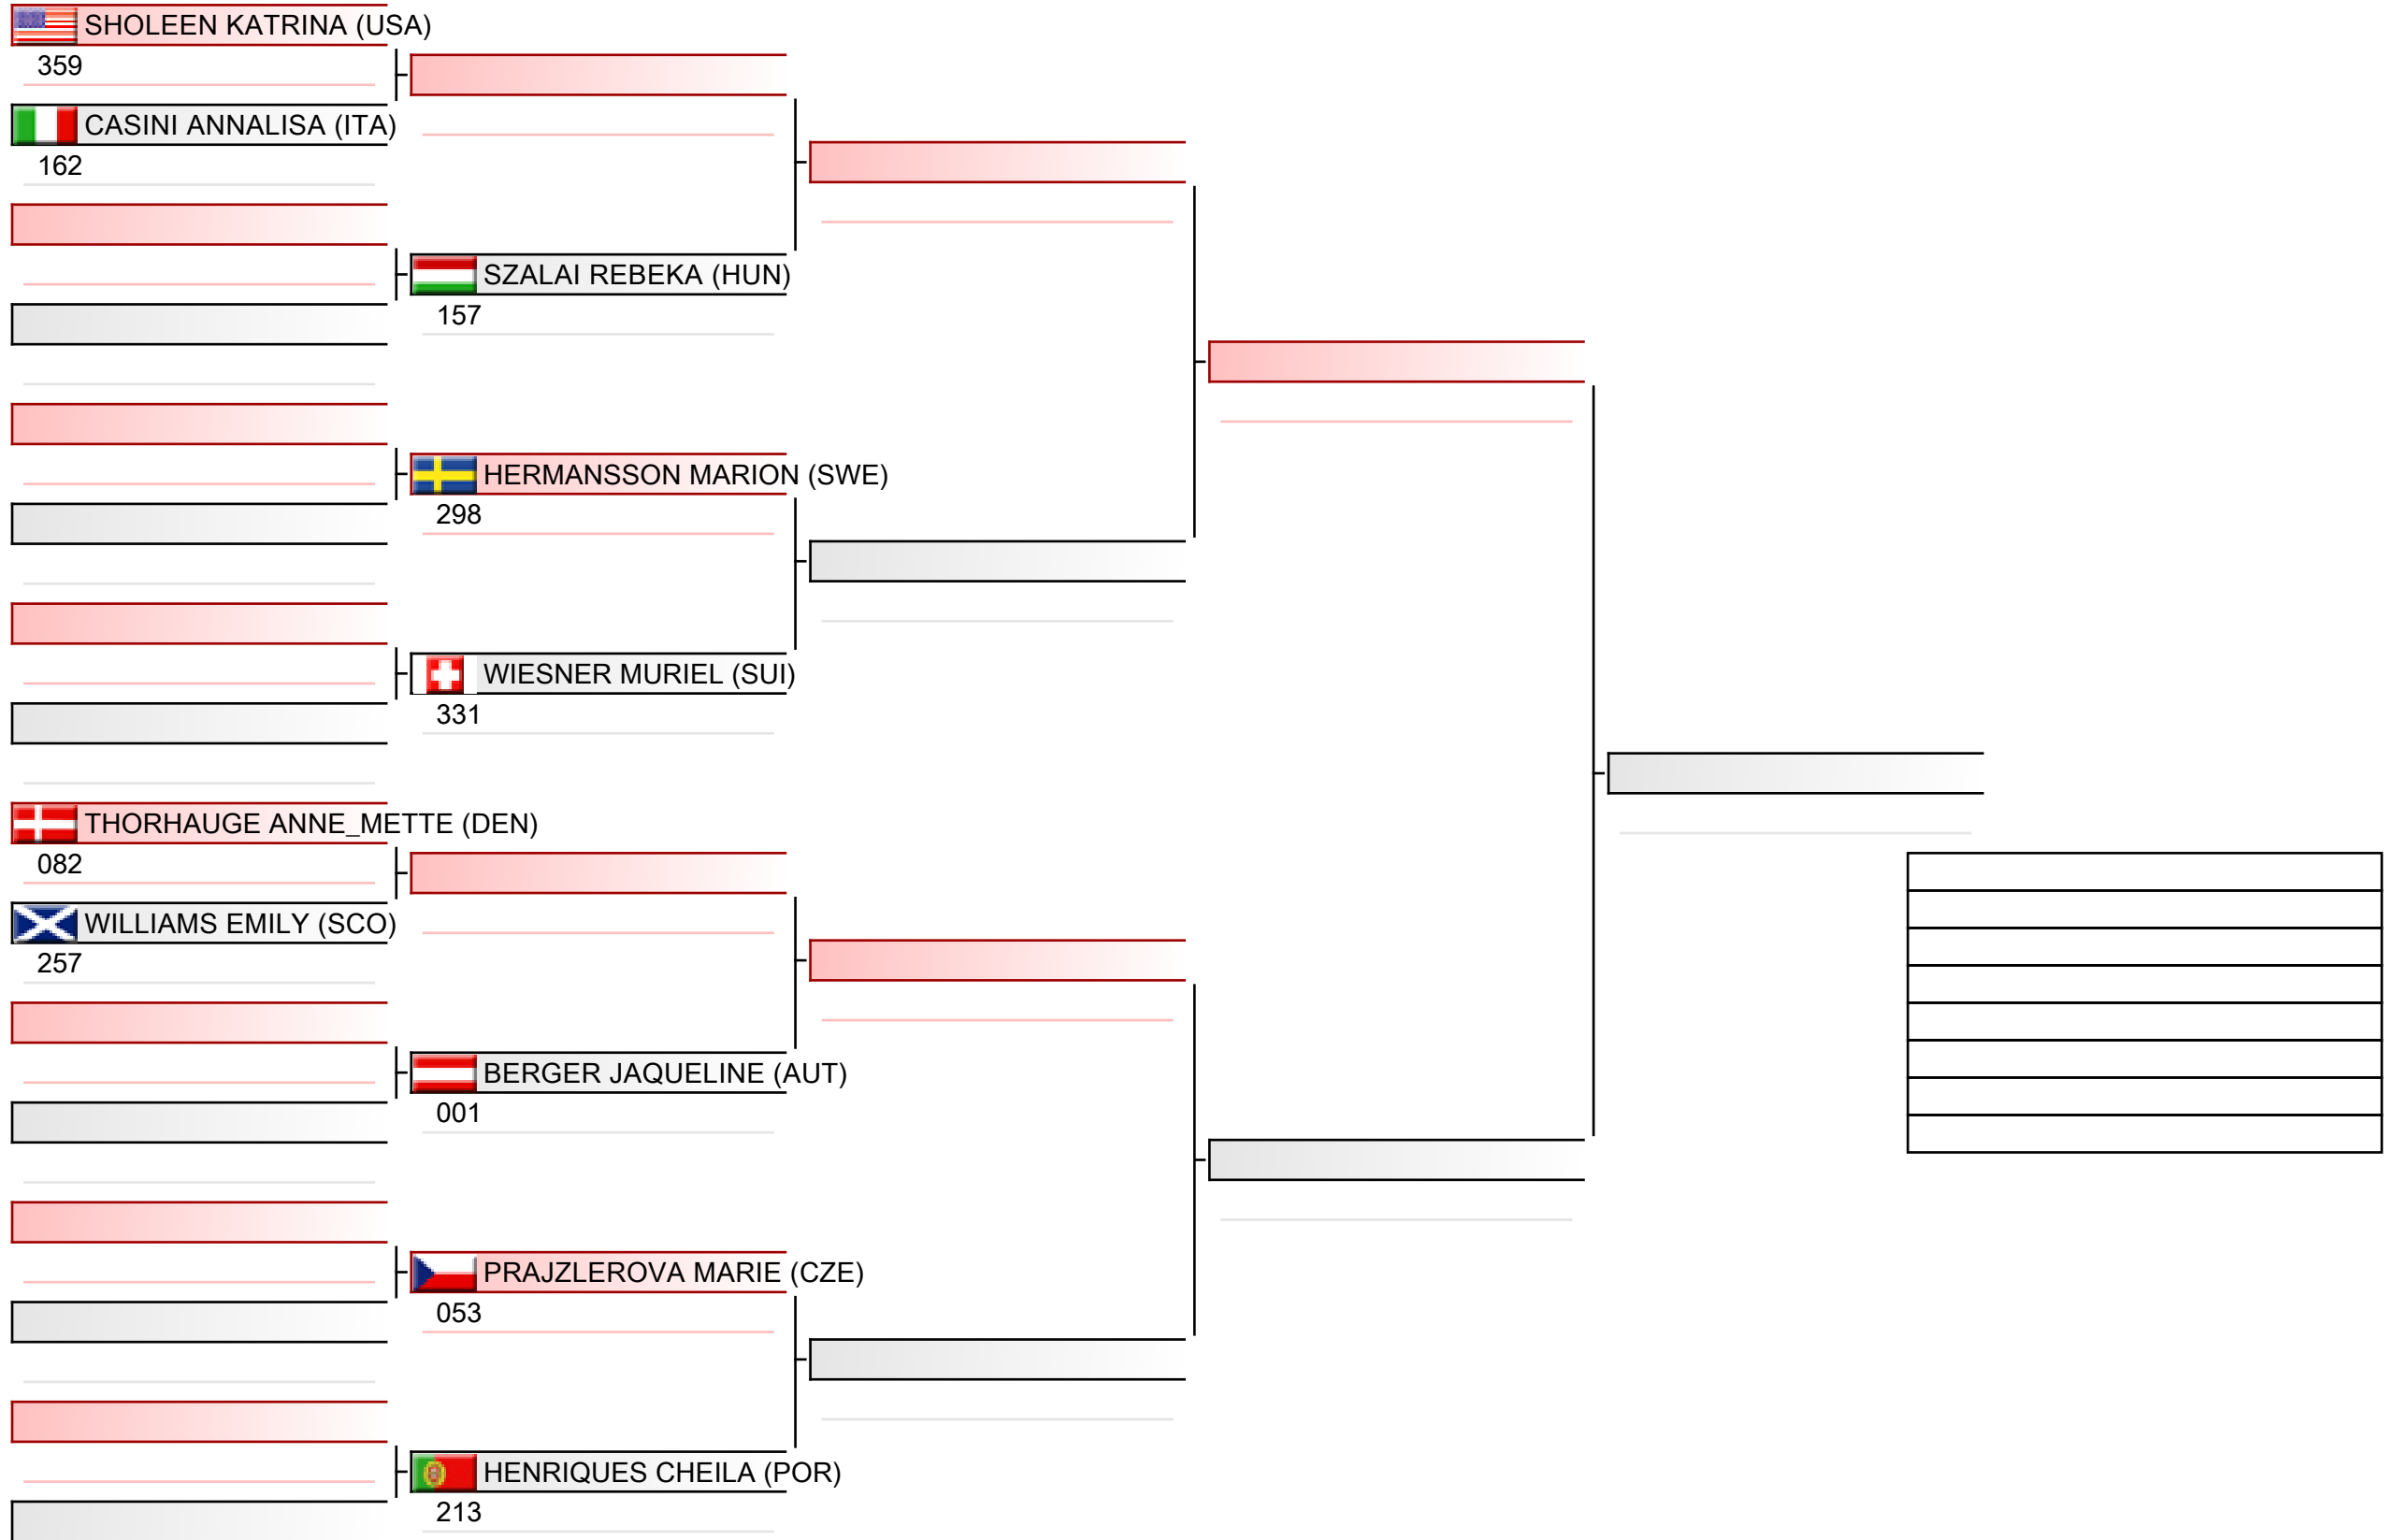 SHOLEEN KATRINA (USA)
359
CASINI ANNALISA (ITA)
162
SZALAI REBEKA (HUN)
157
HERMANSSON MARION (SWE)
298
WIESNER MURIEL (SUI)
331
THORHAUGE ANNE_METTE (DEN)
082
WILLIAMS EMILY (SCO)
257
BERGER JAQUELINE (AUT)
001
PRAJZLEROVA MARIE (CZE)
053
HENRIQUES CHEILA (POR)
213